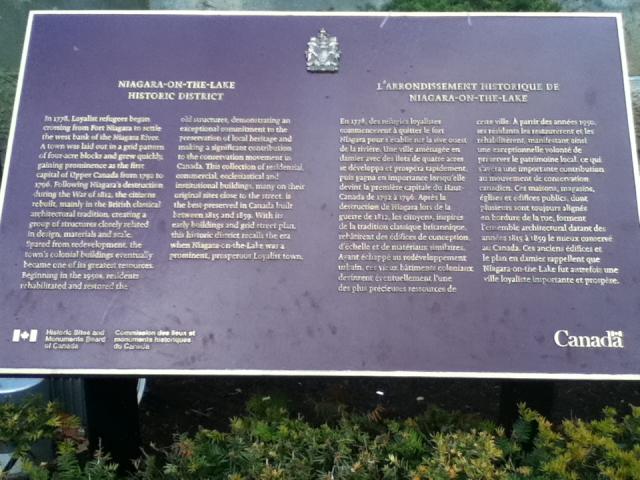 NIAGARA-ON-THE-LAKE
HISTORIC DISTRICT
In 1778, Loyalist refugees began
crossing from Fort Niagara to settle
the west bank of the Niagara River.
A town was laid out in a grid pattern
of four-acre blocks and grew quickly,
gaining prominence as the first
capital of Upper Canada from 1792 to
1796. Following Niagara's destruction
during the War of 1812, the citizens
rebuilt, mainly in the British classical
architectural tradition, creating a
group of structures closely related
in design, materials and scale.
Spared from redevelopment, the
town's colonial buildings eventually
became one of its greatest resources.
Beginning in the 1950s, residents
rehabilitated and restored the
old structures, demonstrating an
exceptional commitment to the
preservation of local heritage and
making a significant contribution
to the conservation movement in
Canada. This collection of residential,
commercial, ecclesiastical and
institutional buildings, many on their
original sites close to the street, is
the best-preserved in Canada built
between 1815 and 1859. With its
early buildings and grid street plan,
this historic district recalls the era
when Niagara-on-the-Lake was a
prominent, prosperous Loyalist town.
L'ARRONDISSEMENT HISTORIQUE DE
NIAGARA-ON-THE-LAKE
En 1778, des réfugiés loyalistes
commencèrent à quitter le fort
Niagara pour s'établir sur la rive ouest
de la rivière. Une ville aménagée en
damier avec des îlots de quatre acres
se développa et prospéra rapidement,
puis gagna en importance lorsqu'elle
devint la première capitale du Haut-
Canada de 1792 à 1796. Après la
destruction de Niagara lors de la
guerre de 1812, les citoyens, inspirés
de la tradition classique britannique,
rebâtirent des édifices de conception,
d'échelle et de matériaux similaires.
Ayant échappé au redéveloppement
urbain, ces vieux bâtiments coloniaux
devinrent éventuellement l'une
des plus précieuses ressources de
cette ville. À partir des années 1950,
ses résidants les restaurèrent et les
réhabilitèrent, manifestant ainsi
une exceptionnelle volonté de
préserver le patrimoine local, ce qui
s'avéra une importante contribution
au mouvement de conservation
canadien. Ces maisons, magasins,
églises et édifices publics, dont
plusieurs sont toujours alignés
en bordure de la rue, forment
l'ensemble architectural datant des
années 1815 à 1859 le mieux conservé
au Canada. Ces anciens édifices et
le plan en damier rappellent que
Niagara-on-the-Lake fut autrefois une
ville loyaliste importante et prospère.
Historic Sites and
Monuments Board
of Canada
Commission des lieux et
monuments historiques
du Canada
Canada